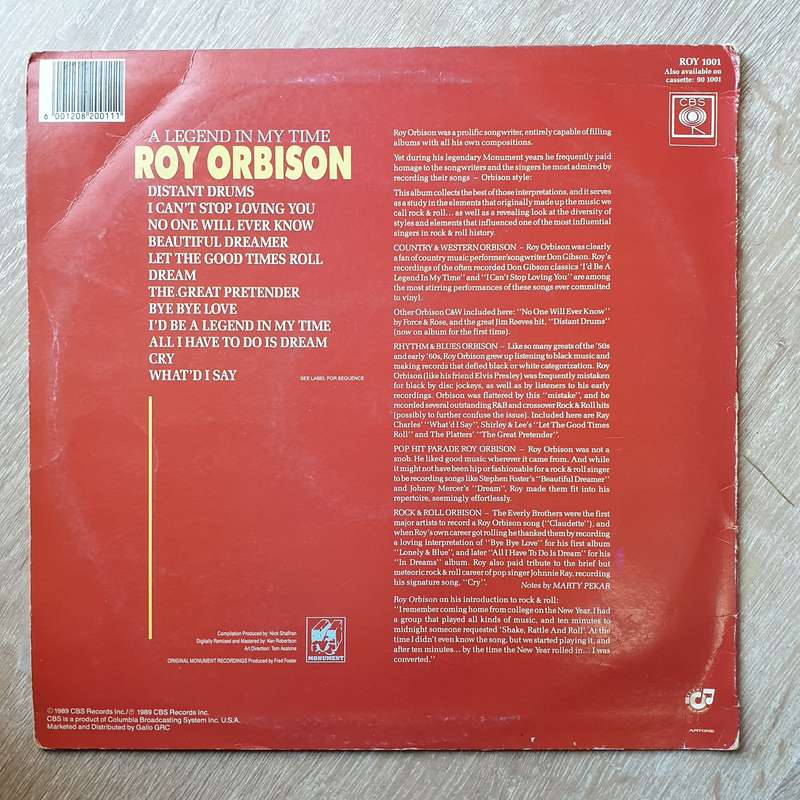 6 001208 200111
ROY 1001
Also available on
cassette: 90 1001
CBS
A LEGEND IN MY TIME
ROY ORBISON
DISTANT DRUMS
I CAN'T STOP LOVING YOU
NO ONE WILL EVER KNOW
BEAUTIFUL DREAMER
LET THE GOOD TIMES ROLL
DREAM
THE GREAT PRETENDER
BYE BYE LOVE
I'D BE A LEGEND IN MY TIME
ALL I HAVE TO DO IS DREAM
CRY
WHAT'D I SAY
SEE LABEL FOR SEQUENCE
Roy Orbison was a prolific songwriter, entirely capable of filling
albums with all his own compositions.
Yet during his legendary Monument years he frequently paid
homage to the songwriters and the singers he most admired by
recording their songs – Orbison style:
This album collects the best of those interpretations, and it serves
as a study in the elements that originally made up the music we
call rock & roll... as well as a revealing look at the diversity of
styles and elements that influenced one of the most influential
singers in rock & roll history.
COUNTRY & WESTERN ORBISON – Roy Orbison was clearly
a fan of country music performer/songwriter Don Gibson. Roy's
recordings of the often recorded Don Gibson classics "I'd Be A
Legend In My Time" and "I Can't Stop Loving You" are among
the most stirring performances of these songs ever committed
to vinyl.
Other Orbison C&W included here: "No One Will Ever Know"
by Force & Rose, and the great Jim Reeves hit, "Distant Drums"
(now on album for the first time).
RHYTHM & BLUES ORBISON – Like so many greats of the '50s
and early '60s, Roy Orbison grew up listening to black music and
making records that defied black or white categorization. Roy
Orbison (like his friend Elvis Presley) was frequently mistaken
for black by disc jockeys, as well as by listeners to his early
recordings. Orbison was flattered by this "mistake", and he
recorded several outstanding R&B and crossover Rock & Roll hits
(possibly to further confuse the issue). Included here are Ray
Charles' "What'd I Say", Shirley & Lee's "Let The Good Times
Roll" and The Platters' "The Great Pretender".
POP HIT PARADE ROY ORBISON – Roy Orbison was not a
snob. He liked good music wherever it came from. And while
it might not have been hip or fashionable for a rock & roll singer
to be recording songs like Stephen Foster's "Beautiful Dreamer"
and Johnny Mercer's "Dream", Roy made them fit into his
repertoire, seemingly effortlessly.
ROCK & ROLL ORBISON – The Everly Brothers were the first
major artists to record a Roy Orbison song ("Claudette"), and
when Roy's own career got rolling he thanked them by recording
a loving interpretation of "Bye Bye Love" for his first album
"Lonely & Blue", and later "All I Have To Do Is Dream" for his
"In Dreams" album. Roy also paid tribute to the brief but
meteoric rock & roll career of pop singer Johnnie Ray, recording
his signature song, "Cry".
Notes by MARTY PEKAR
Roy Orbison on his introduction to rock & roll:
"I remember coming home from college on the New Year. I had
a group that played all kinds of music, and ten minutes to
midnight someone requested 'Shake, Rattle And Roll'. At the
time I didn't even know the song, but we started playing it, and
after ten minutes... by the time the New Year rolled in... I was
converted."
Compilation Produced by: Nick Shaffran
Digitally Remixed and Mastered by: Ken Robertson
Art Direction: Tom Asalone
ORIGINAL MONUMENT RECORDINGS Produced by Fred Foster
MONUMENT
© 1989 CBS Records Inc./℗ 1989 CBS Records Inc.
CBS is a product of Columbia Broadcasting System Inc. U.S.A.
Marketed and Distributed by Gallo GRC
ARTONE